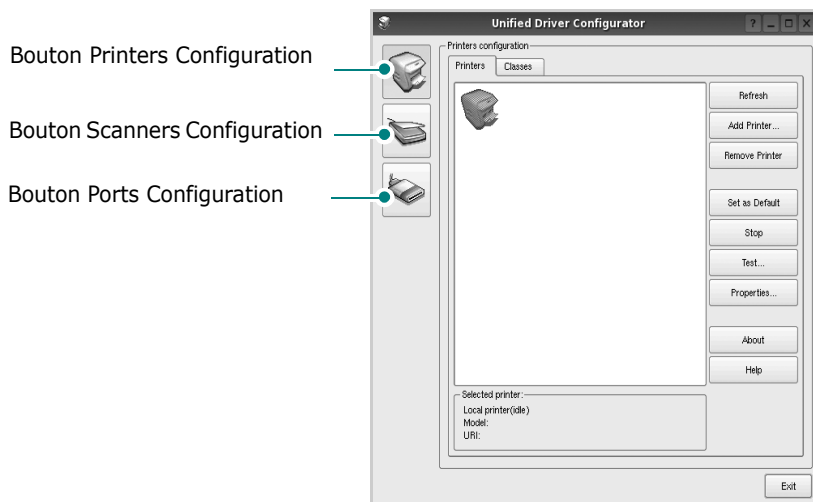 Unified Driver Configurator
?
Bouton Printers Configuration
Bouton Scanners Configuration
Bouton Ports Configuration
Printers configuration
Printers
Classes
Refresh
Add Printer...
Remove Printer
Set as Default
Stop
Test...
Properties...
About
Help
Selected printer:
Local printer(idle)
Model:
URI:
Exit